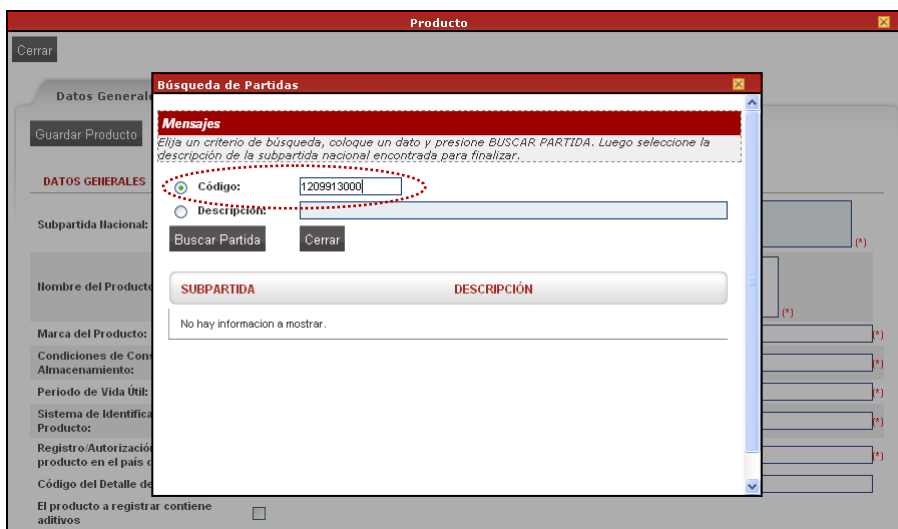 Producto
Cerrar
Datos General
Guardar Producto
DATOS GENERALES
Subpartida Nacional:
(*)
Nombre del Producto
(*)
Marca del Producto:
(*)
Condiciones de Cons
Almacenamiento:
(*)
Periodo de Vida Útil:
(*)
Sistema de Identifica
Producto:
(*)
Registro/Autorización
producto en el país
(*)
Código del Detalle de
El producto a registrar contiene
aditivos
Búsqueda de Partidas
Mensajes
Elija un criterio de búsqueda, coloque un dato y presione BUSCAR PARTIDA. Luego seleccione la
descripción de la subpartida nacional encontrada para finalizar.
Código: 1209913000
Descripción:
Buscar Partida Cerrar
SUBPARTIDA DESCRIPCIÓN
No hay informacion a mostrar.